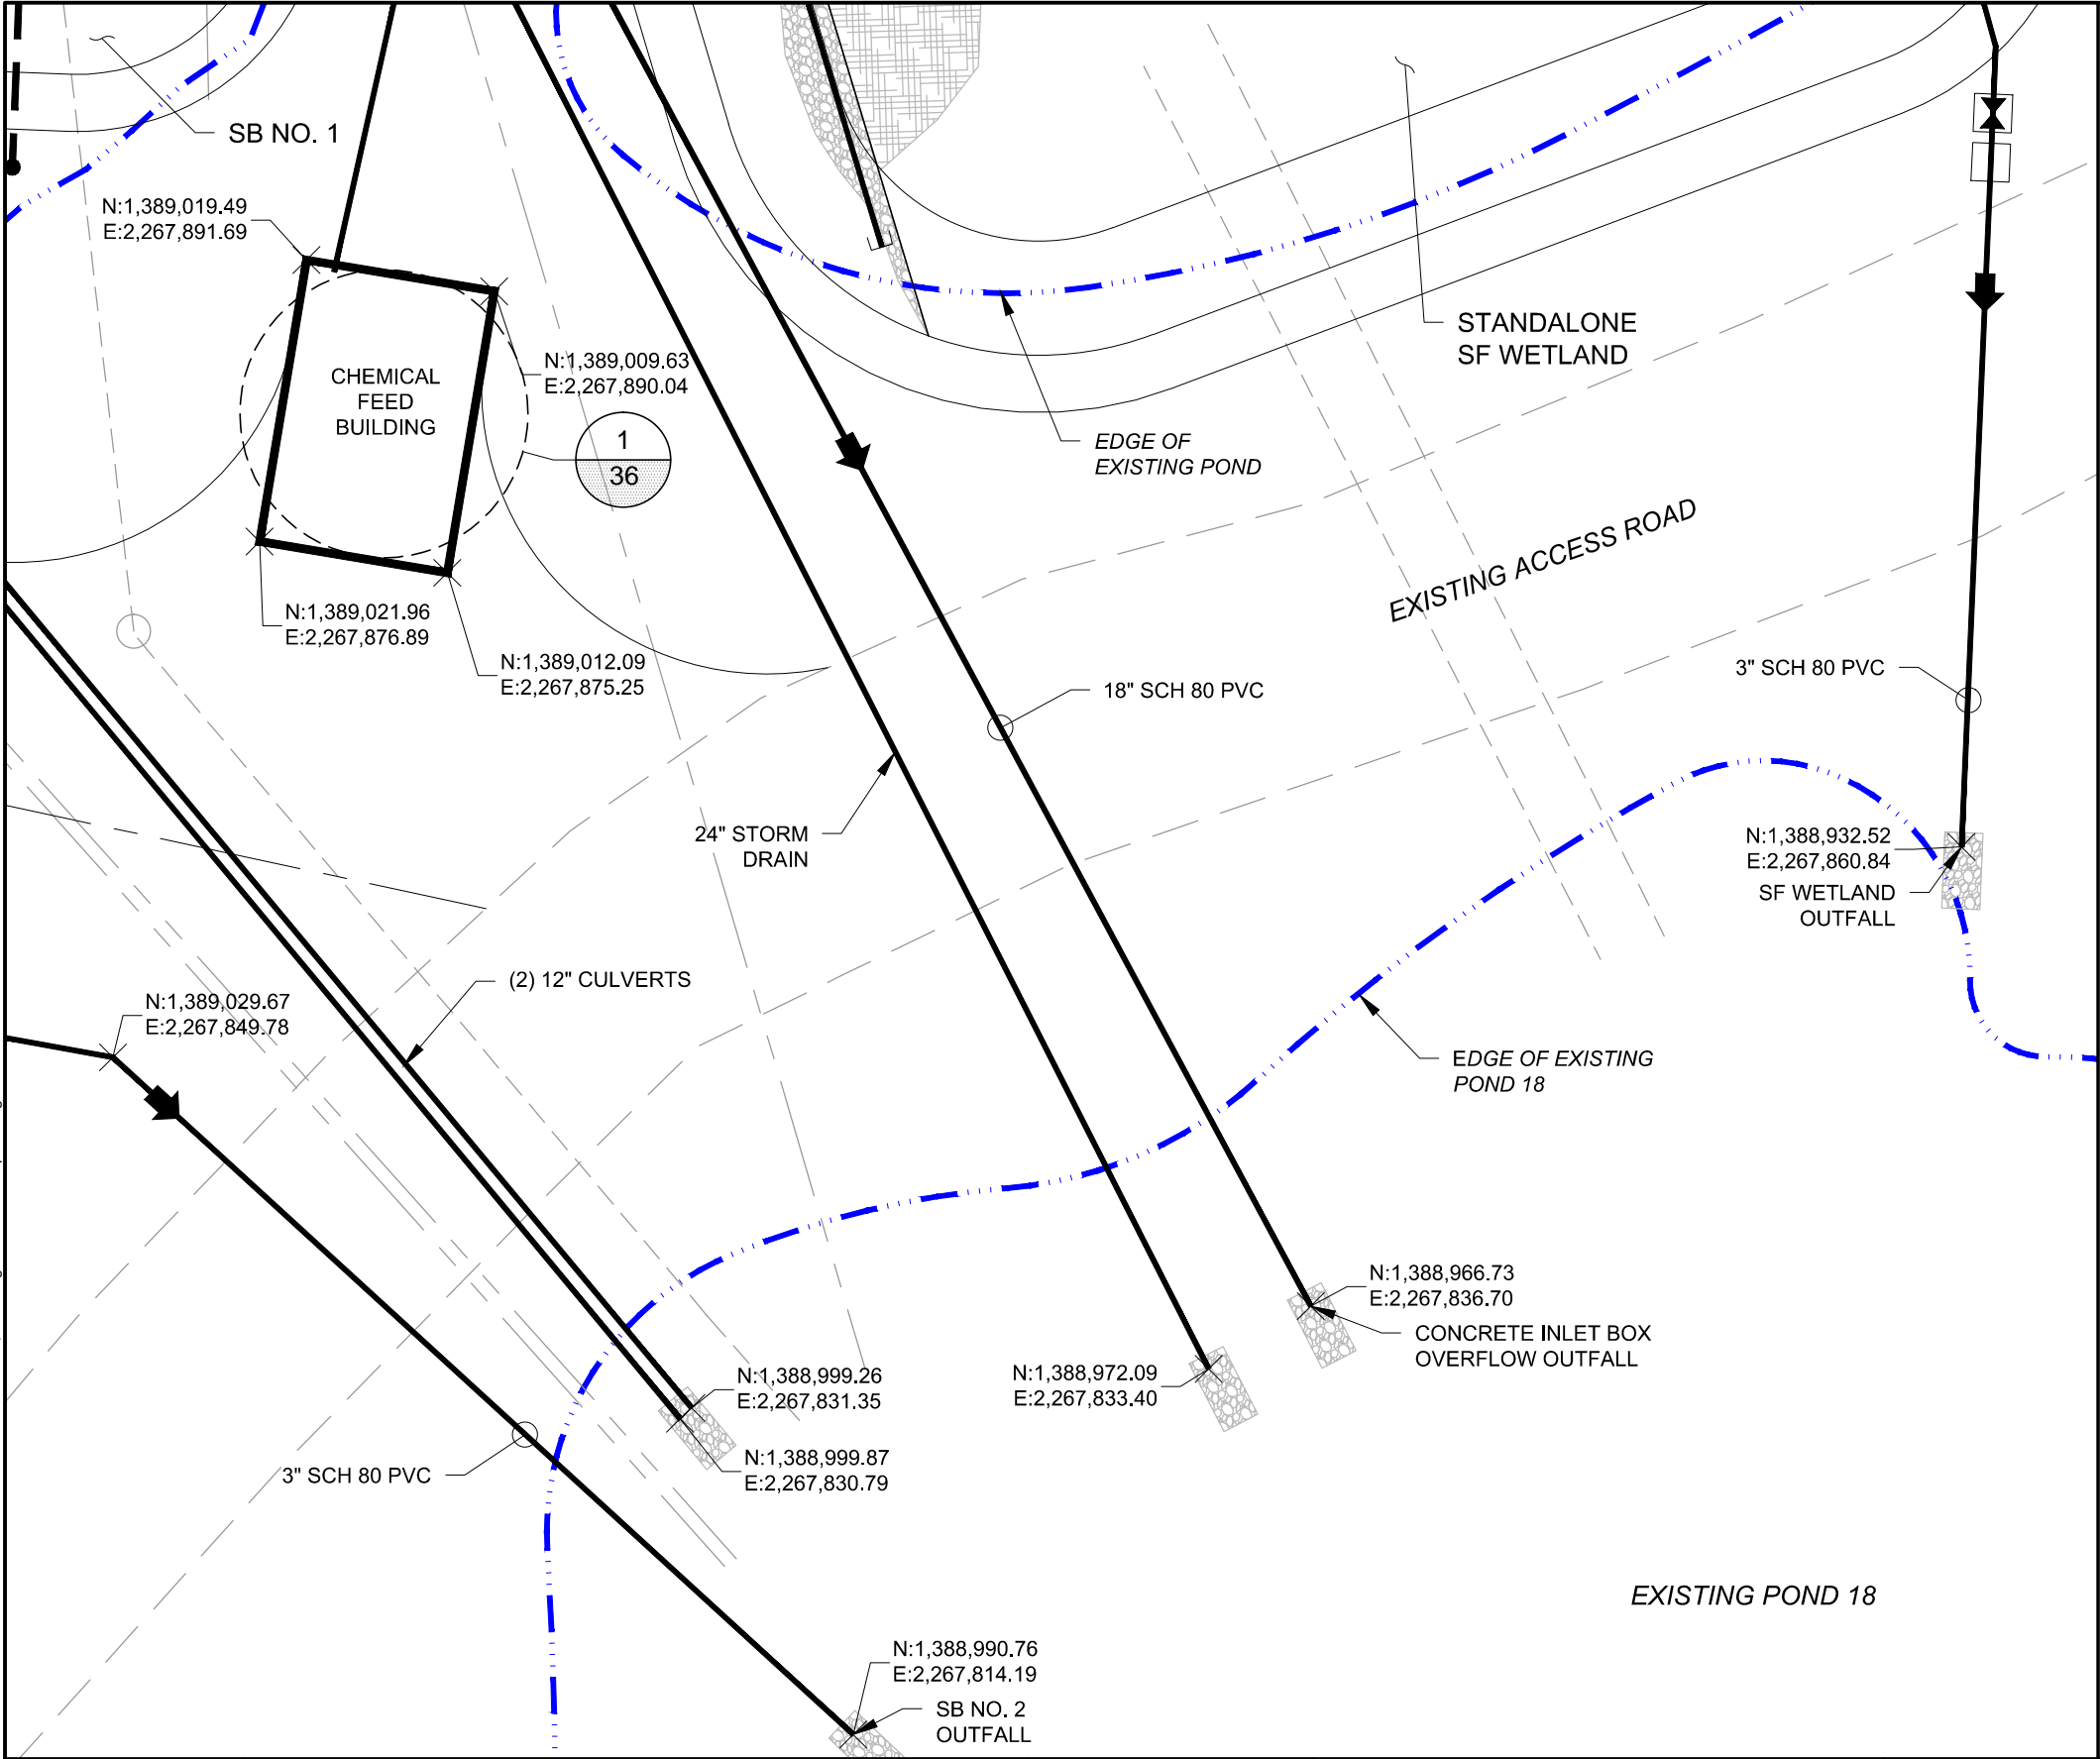 SB NO. 1
N:1,389,019.49
E:2,267,891.69
CHEMICAL
FEED
BUILDING
N:1,389,009.63
E:2,267,890.04
1
36
STANDALONE
SF WETLAND
EDGE OF
EXISTING POND
EXISTING ACCESS ROAD
N:1,389,021.96
E:2,267,876.89
N:1,389,012.09
E:2,267,875.25
18" SCH 80 PVC
3" SCH 80 PVC
24" STORM
DRAIN
N:1,388,932.52
E:2,267,860.84
SF WETLAND
OUTFALL
(2) 12" CULVERTS
N:1,389,029.67
E:2,267,849.78
EDGE OF EXISTING
POND 18
N:1,388,966.73
E:2,267,836.70
CONCRETE INLET BOX
OVERFLOW OUTFALL
N:1,388,999.26
E:2,267,831.35
N:1,388,972.09
E:2,267,833.40
N:1,388,999.87
E:2,267,830.79
3" SCH 80 PVC
EXISTING POND 18
N:1,388,990.76
E:2,267,814.19
SB NO. 2
OUTFALL